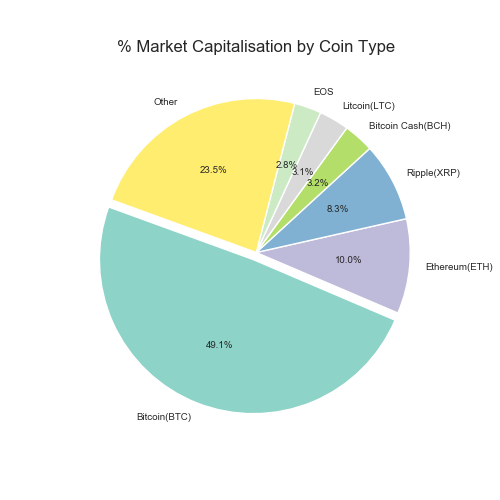 % Market Capitalisation by Coin Type
EOS
Other
Litcoin(LTC)
Bitcoin Cash(BCH)
2.8%
23.5%
3.1%
Ripple(XRP)
3.2%
8.3%
10.0%
Ethereum(ETH)
49.1%
Bitcoin(BTC)